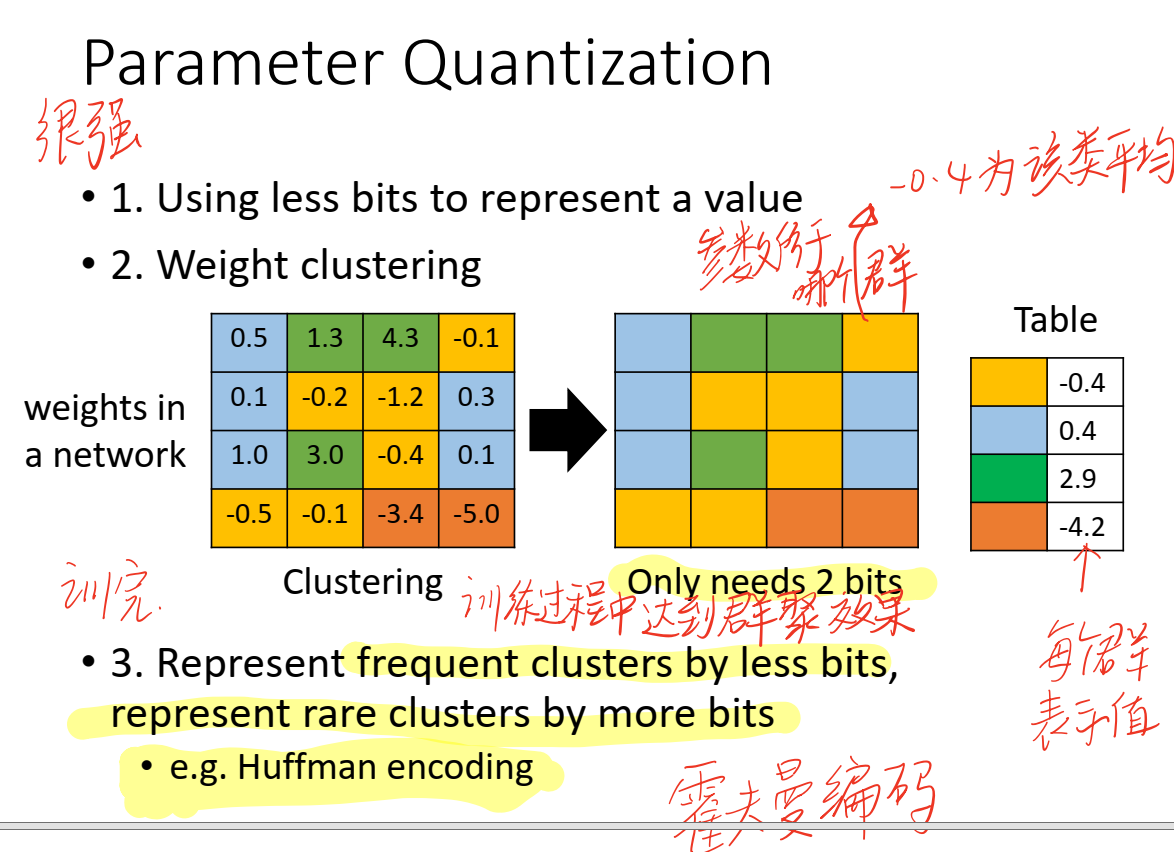 Parameter Quantization
很强
-0.4为该类平均
• 1. Using less bits to represent a value
参数属于
哪个群
• 2. Weight clustering
Table
weights in
a network
0.5 1.3 4.3 -0.1
0.1 -0.2 -1.2 0.3
1.0 3.0 -0.4 0.1
-0.5 -0.1 -3.4 -5.0
-0.4
0.4
2.9
-4.2
训完.
Clustering
Only needs 2 bits
训练过程中达到群聚效果
每个群
表示值
• 3. Represent frequent clusters by less bits,
represent rare clusters by more bits
• e.g. Huffman encoding
霍夫曼编码